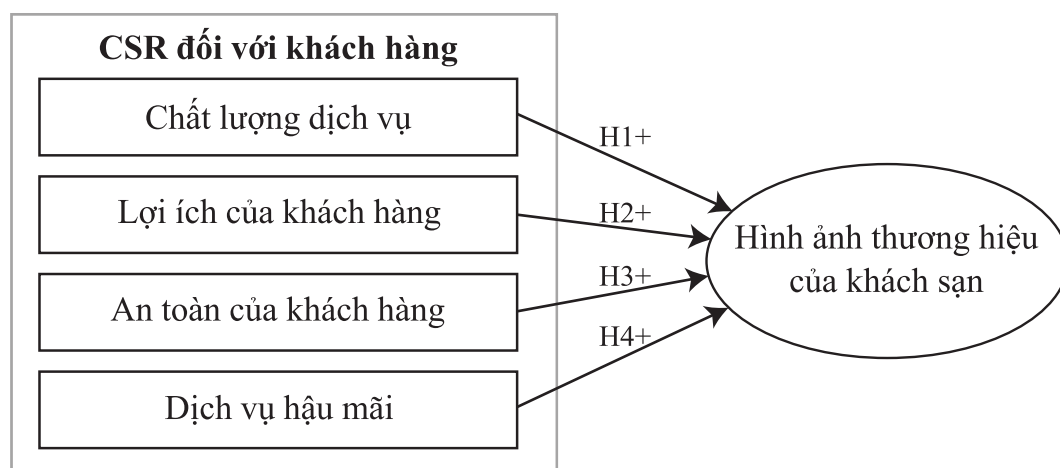 CSR đối với khách hàng
Chất lượng dịch vụ
H1+
Lợi ích của khách hàng
H2+
Hình ảnh thương hiệu
của khách sạn
An toàn của khách hàng
H3+
H4+
Dịch vụ hậu mãi